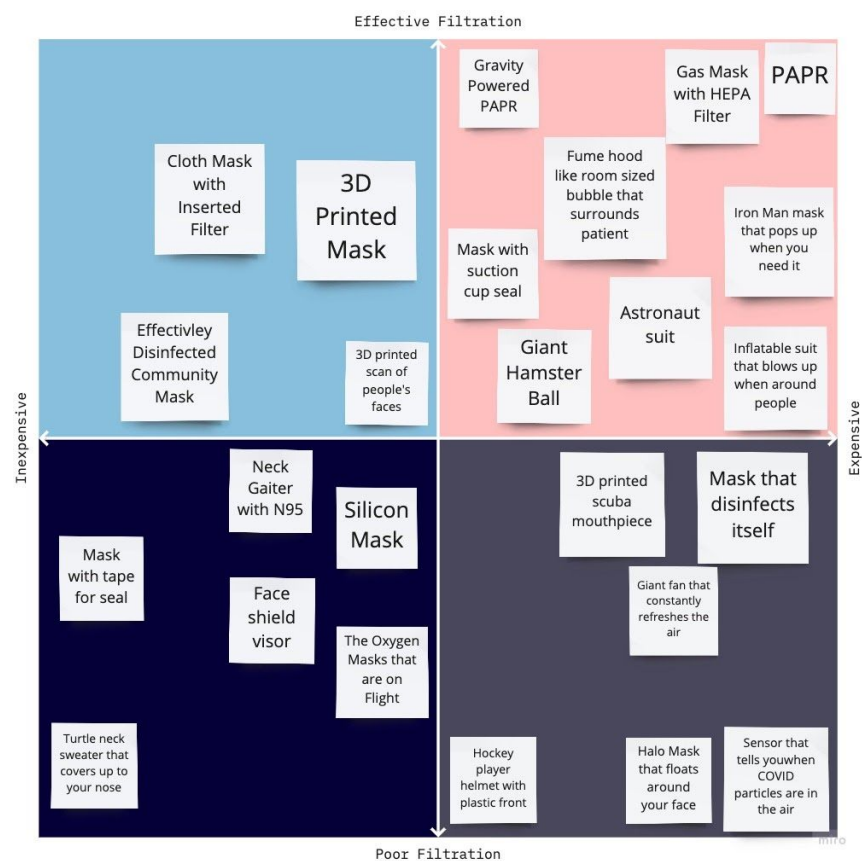 Effective Filtration
Gravity
Powered
PAPR
Gas Mask
with HEPA
Filter
PAPR
Cloth Mask
with
Inserted
Filter
3D
Printed
Mask
Fume hood
like room sized
bubble that
surrounds
patient
Iron Man mask
that pops up
when you
need it
Mask with
suction
cup seal
Astronaut
suit
Effectivley
Disinfected
Community
Mask
3D printed
scan of
people's
faces
Giant
Hamster
Ball
Inflatable suit
that blows up
when around
people
Inexpensive
Expensive
Neck
Gaiter
with N95
Silicon
Mask
3D printed
scuba
mouthpiece
Mask that
disinfects
itself
Mask
with tape
for seal
Face
shield
visor
Giant fan that
constantly
refreshes the
air
The Oxygen
Masks that
are on
Flight
Turtle neck
sweater that
covers up to
your nose
Hockey
player
helmet with
plastic front
Halo Mask
that floats
around
your face
Sensor that
tells youwhen
COVID
particles are in
the air
miro
Poor Filtration